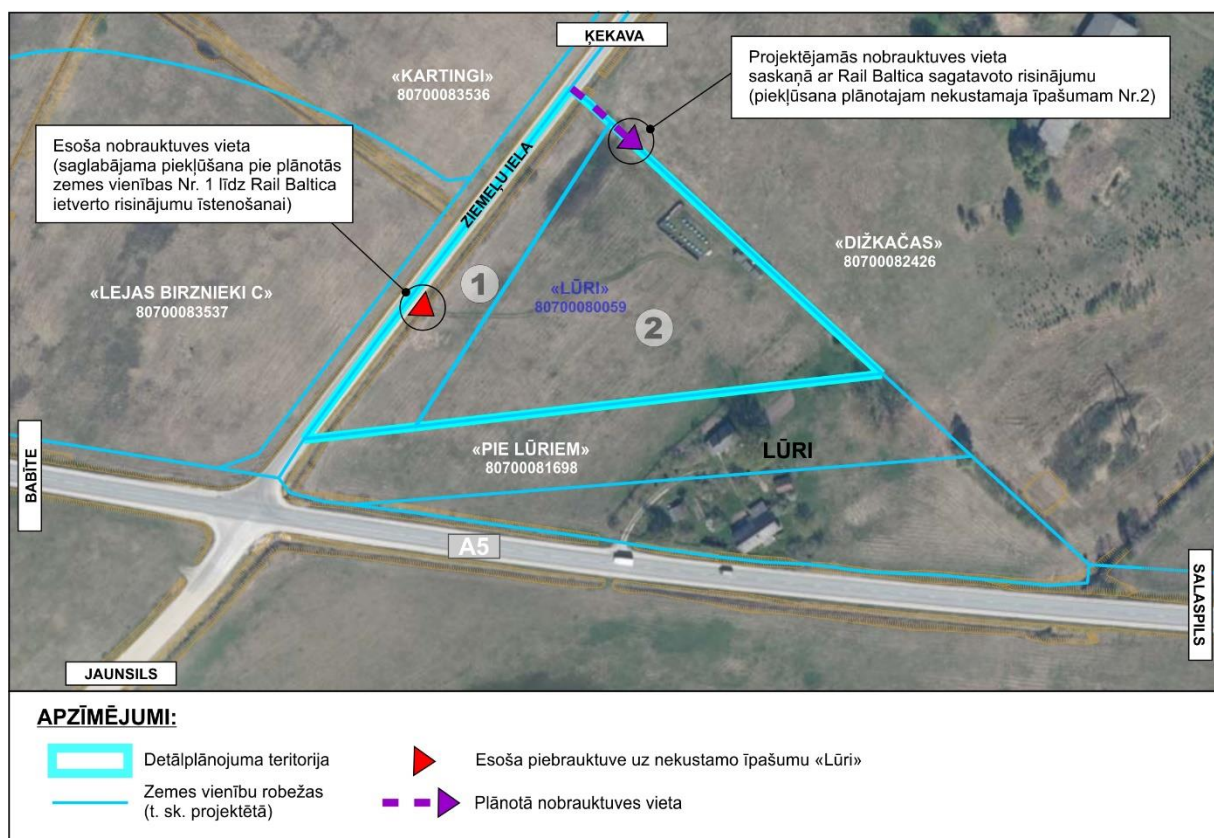 ĶEKAVA
Projektējamās nobrauktuves vieta
saskaņā ar Rail Baltica sagatavoto risinājumu
(piekļūsana plānotajam nekustamaja īpašumam Nr.2)
«KARTINGI»
80700083536
Esoša nobrauktuves vieta
(saglabājama piekļūšana pie plānotās
zemes vienības Nr. 1 līdz Rail Baltica
ietverto risinājumu īstenošanai)
ZIEMEĻU IELA
«DIŽKAČAS»
80700082426
«LEJAS BIRZNIEKI C»
80700083537
1
«LŪRI»
80700080059
2
«PIE LŪRIEM»
80700081698
LŪRI
BABĪTE
A5
SALASPILS
JAUNSILS
APZĪMĒJUMI:
Detālplānojuma teritorija
Esoša piebrauktuve uz nekustamo īpašumu «Lūri»
Zemes vienību robežas
(t. sk. projektētā)
Plānotā nobrauktuves vieta